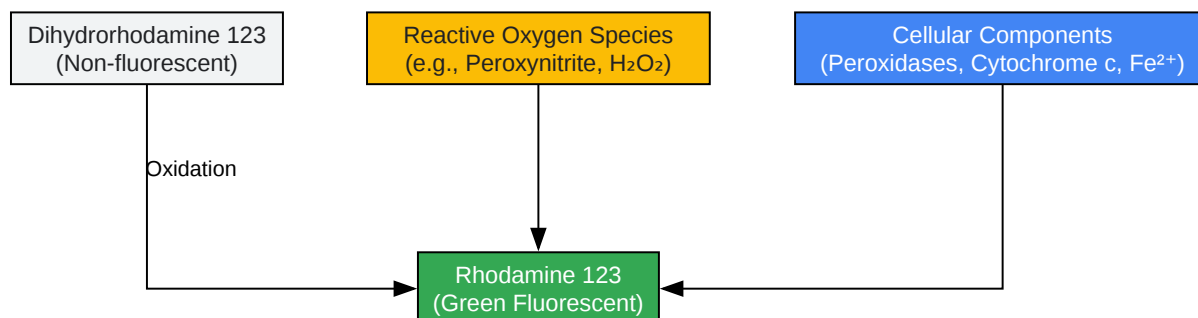 Dihydrorhodamine 123
(Non-fluorescent)
Reactive Oxygen Species
(e.g., Peroxynitrite, H₂O₂)
Cellular Components
(Peroxidases, Cytochrome c, Fe²⁺)
Oxidation
Rhodamine 123
(Green Fluorescent)